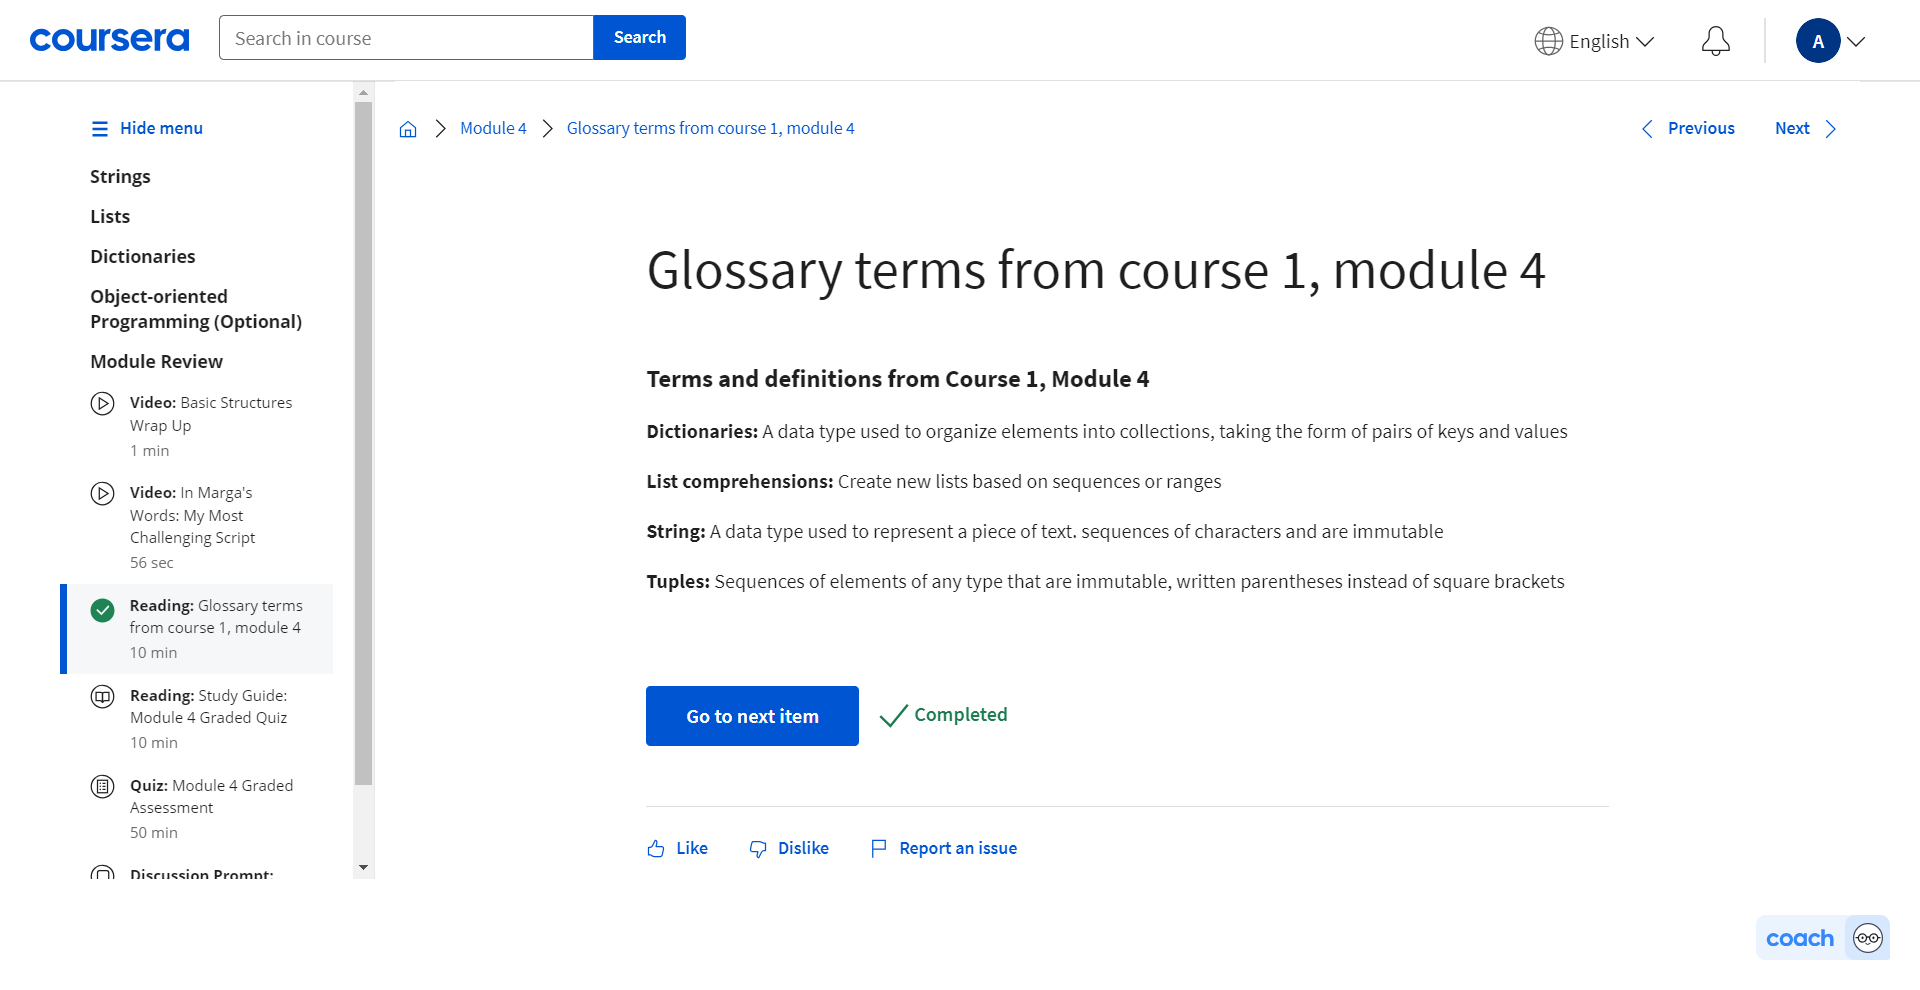 coursera
Search in course
Search
English
A
Hide menu
Strings
Lists
Dictionaries
Object-oriented
Programming (Optional)
Module Review
Video: Basic Structures
Wrap Up
1 min
Video: In Marga's
Words: My Most
Challenging Script
56 sec
Reading: Glossary terms
from course 1, module 4
10 min
Reading: Study Guide:
Module 4 Graded Quiz
10 min
Quiz: Module 4 Graded
Assessment
50 min
Discussion Prompt:
Module 4
Glossary terms from course 1, module 4
Previous
Next
Glossary terms from course 1, module 4
Terms and definitions from Course 1, Module 4
Dictionaries: A data type used to organize elements into collections, taking the form of pairs of keys and values
List comprehensions: Create new lists based on sequences or ranges
String: A data type used to represent a piece of text. sequences of characters and are immutable
Tuples: Sequences of elements of any type that are immutable, written parentheses instead of square brackets
Go to next item
Completed
Like
Dislike
Report an issue
coach